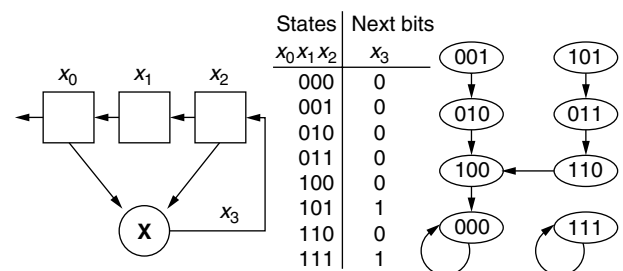 x0 x1 x2
X
x3
States Next bits
x0x1x2 x3
000 0
001 0
010 0
011 0
100 0
101 1
110 0
111 1
001 101
010 011
100 110
000 111